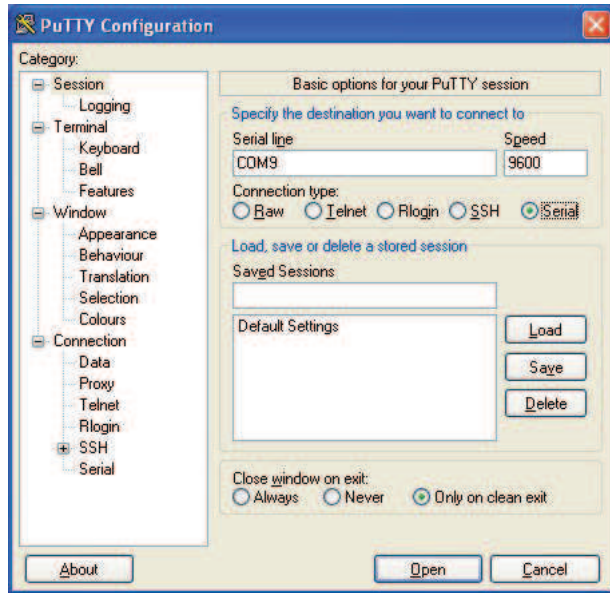 PuTTY Configuration
Category:
Session
Logging
Terminal
Keyboard
Bell
Features
Window
Appearance
Behaviour
Translation
Selection
Colours
Connection
Data
Proxy
Telnet
Rlogin
SSH
Serial
Basic options for your PuTTY session
Specify the destination you want to connect to
Serial line Speed
COM9 9600
Connection type:
Raw Telnet Rlogin SSH Serial
Load, save or delete a stored session
Saved Sessions
Default Settings
Load
Save
Delete
Close window on exit:
Always Never Only on clean exit
About Open Cancel